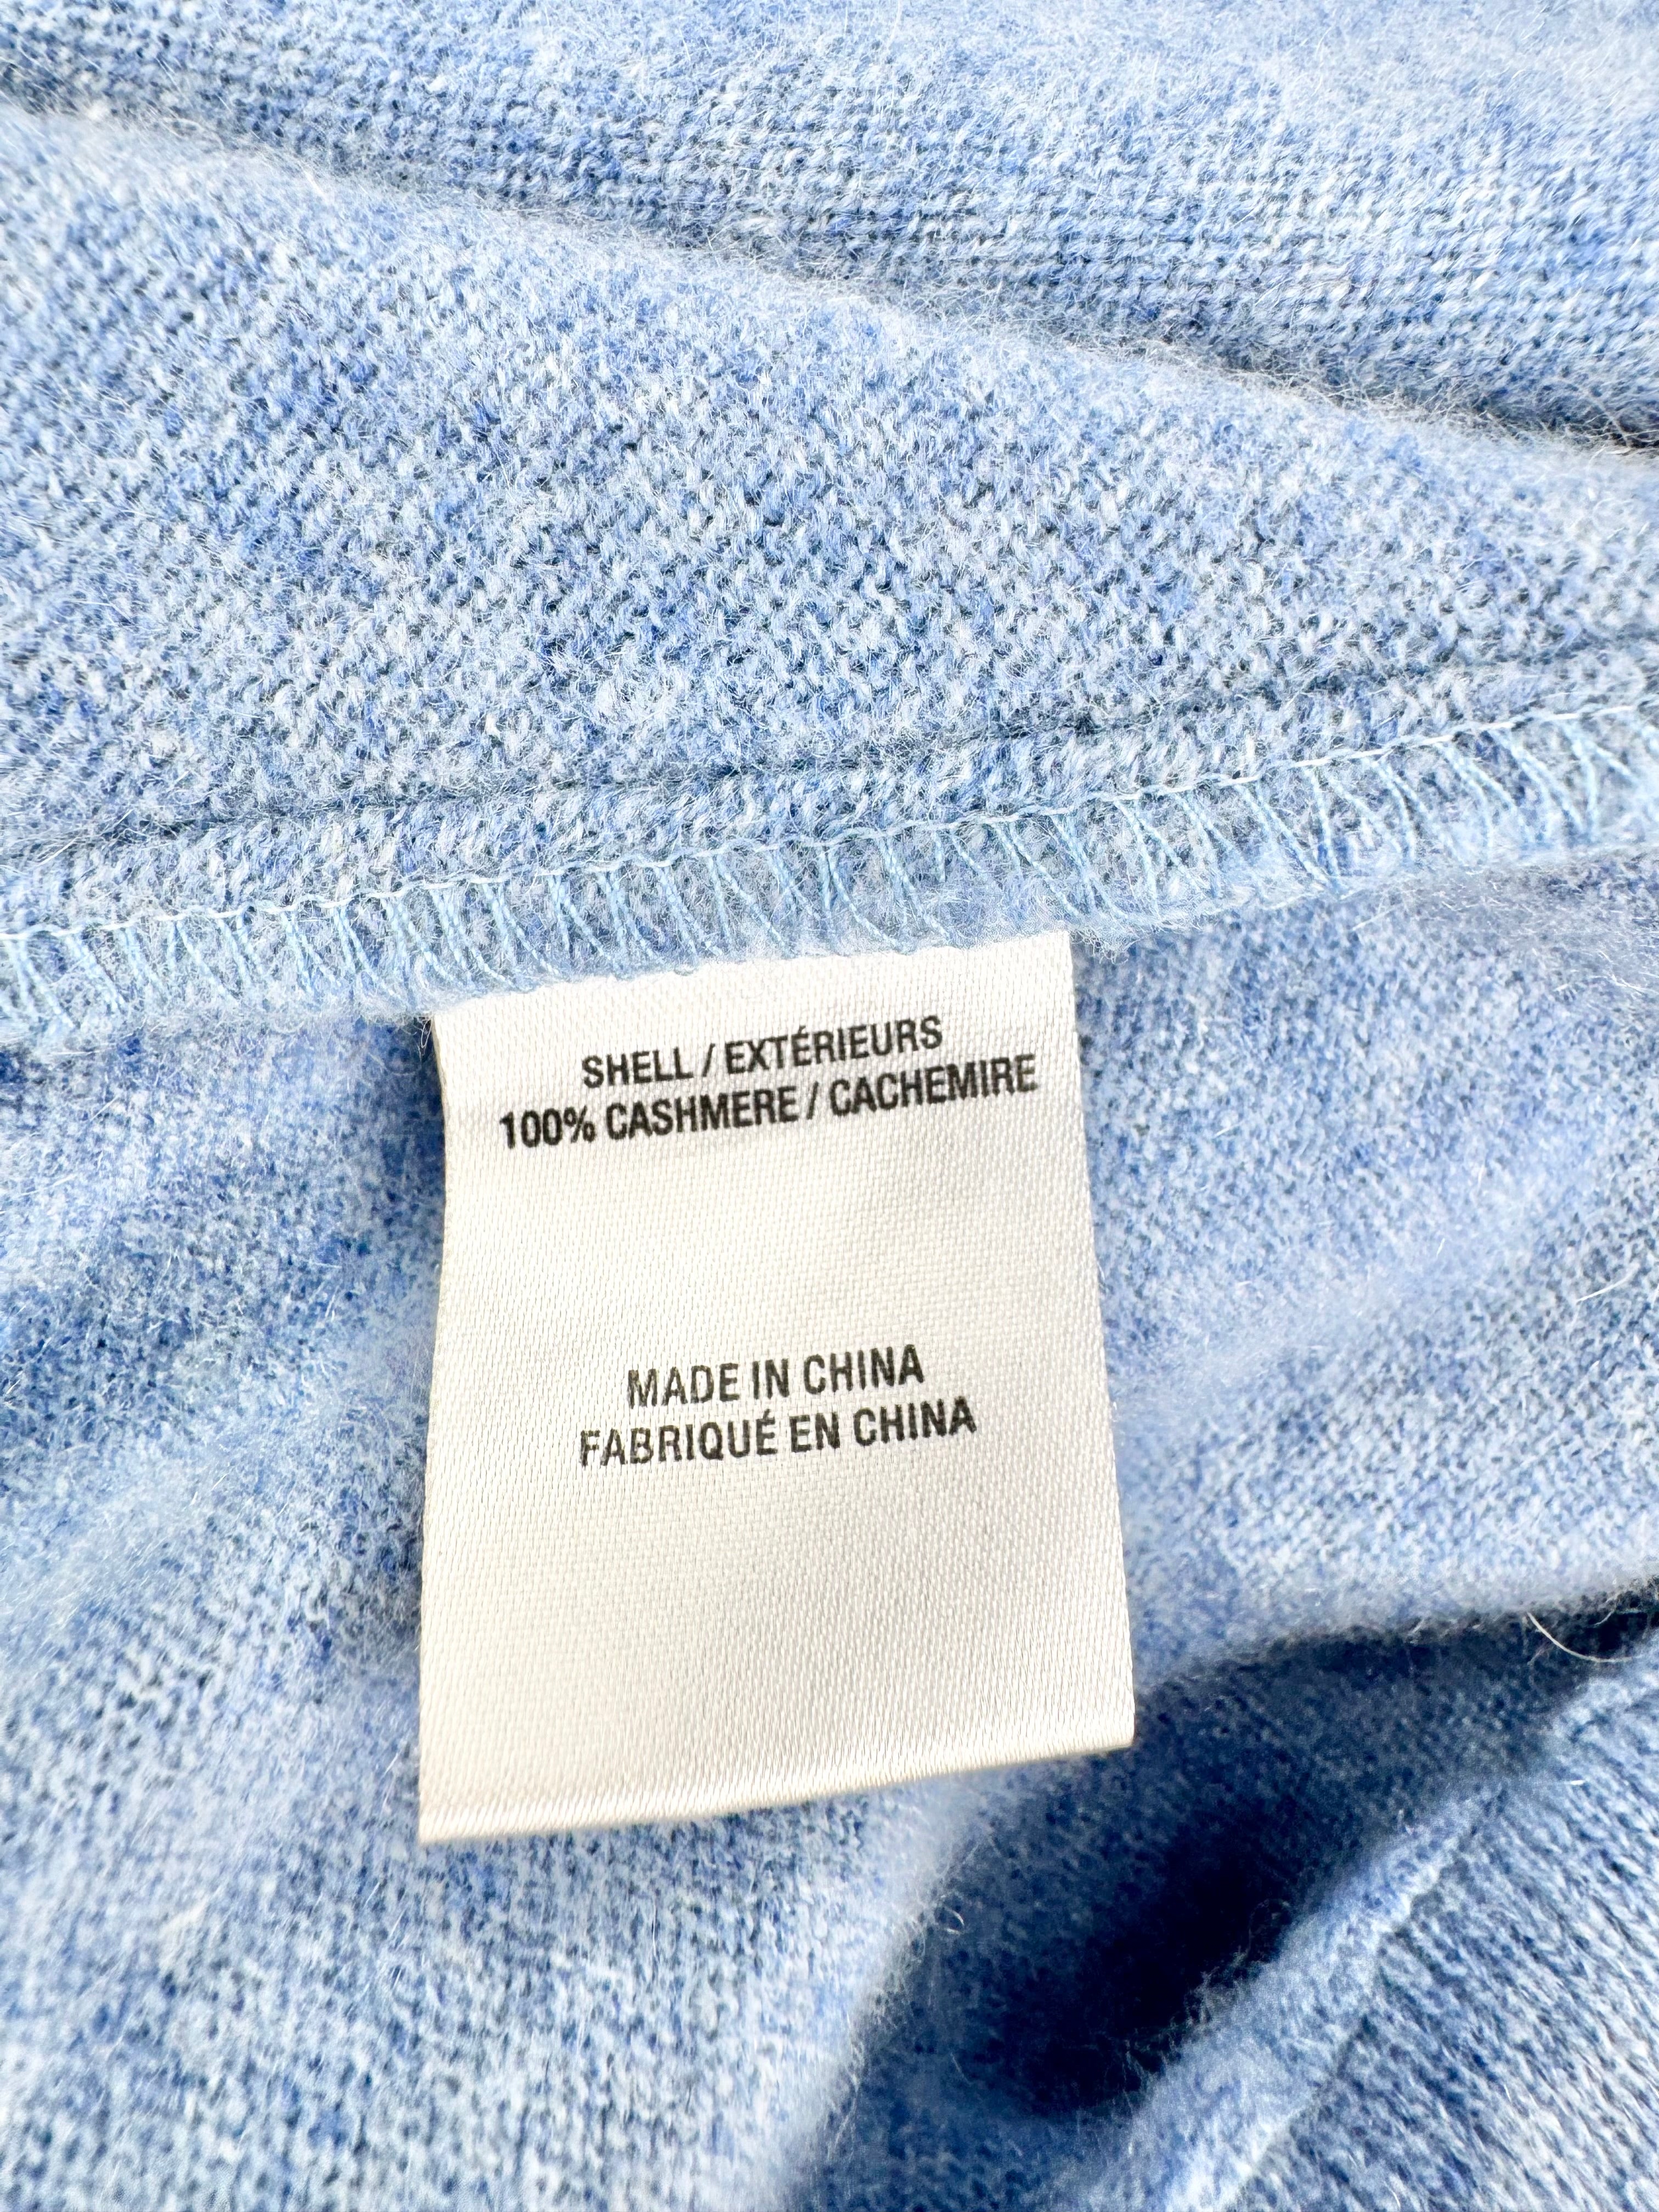 SHELL / EXTÉRIEURS
100% CASHMERE / CACHEMIRE
MADE IN CHINA
FABRIQUÉ EN CHINA